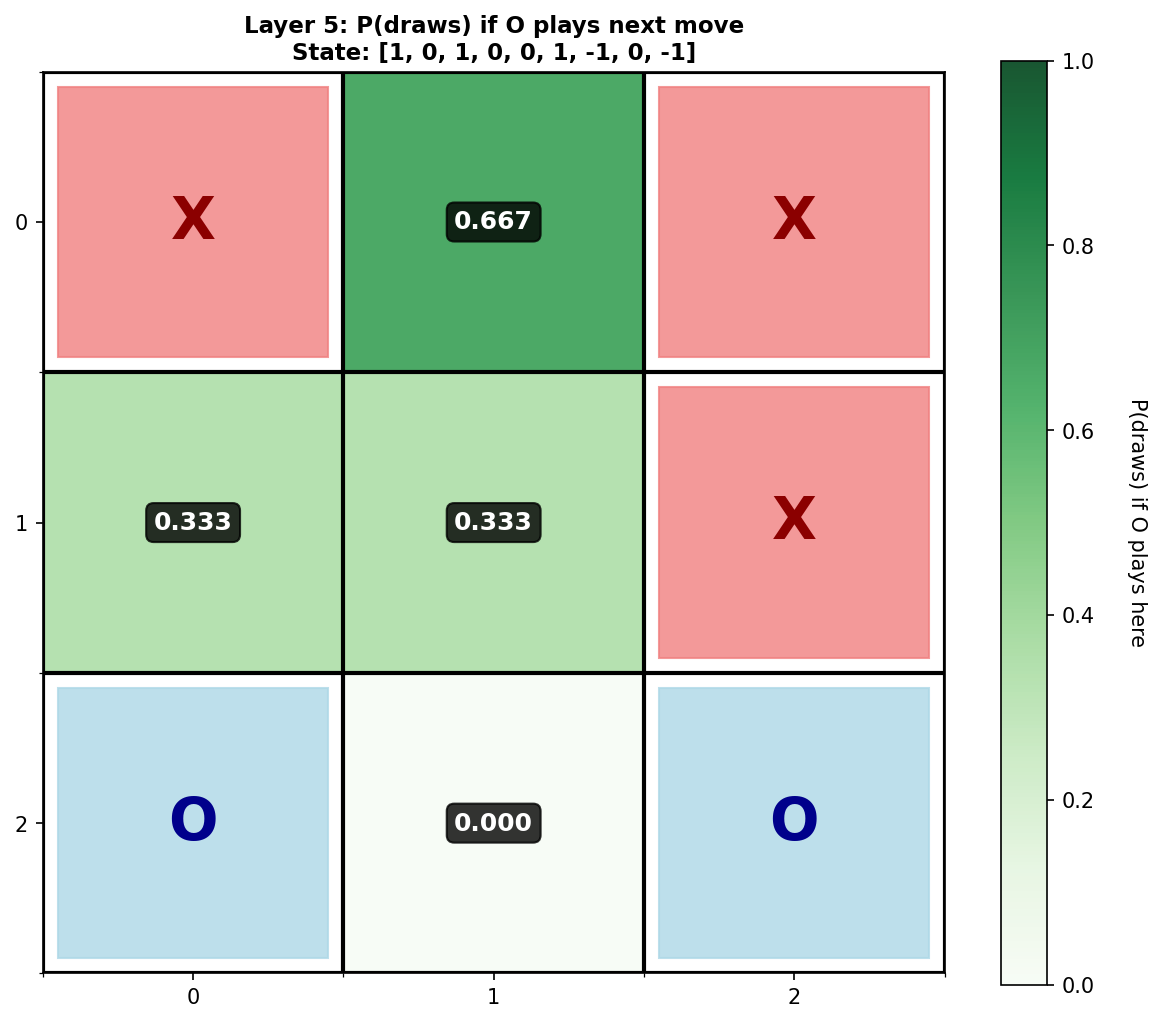 Layer 5: P(draws) if O plays next move
State: [1, 0, 1, 0, 0, 1, -1, 0, -1]
X
0.667
X
0
0.333
0.333
X
1
O
0.000
O
2
0
1
2
1.0
0.8
0.6
0.4
0.2
0.0
P(draws) if O plays here